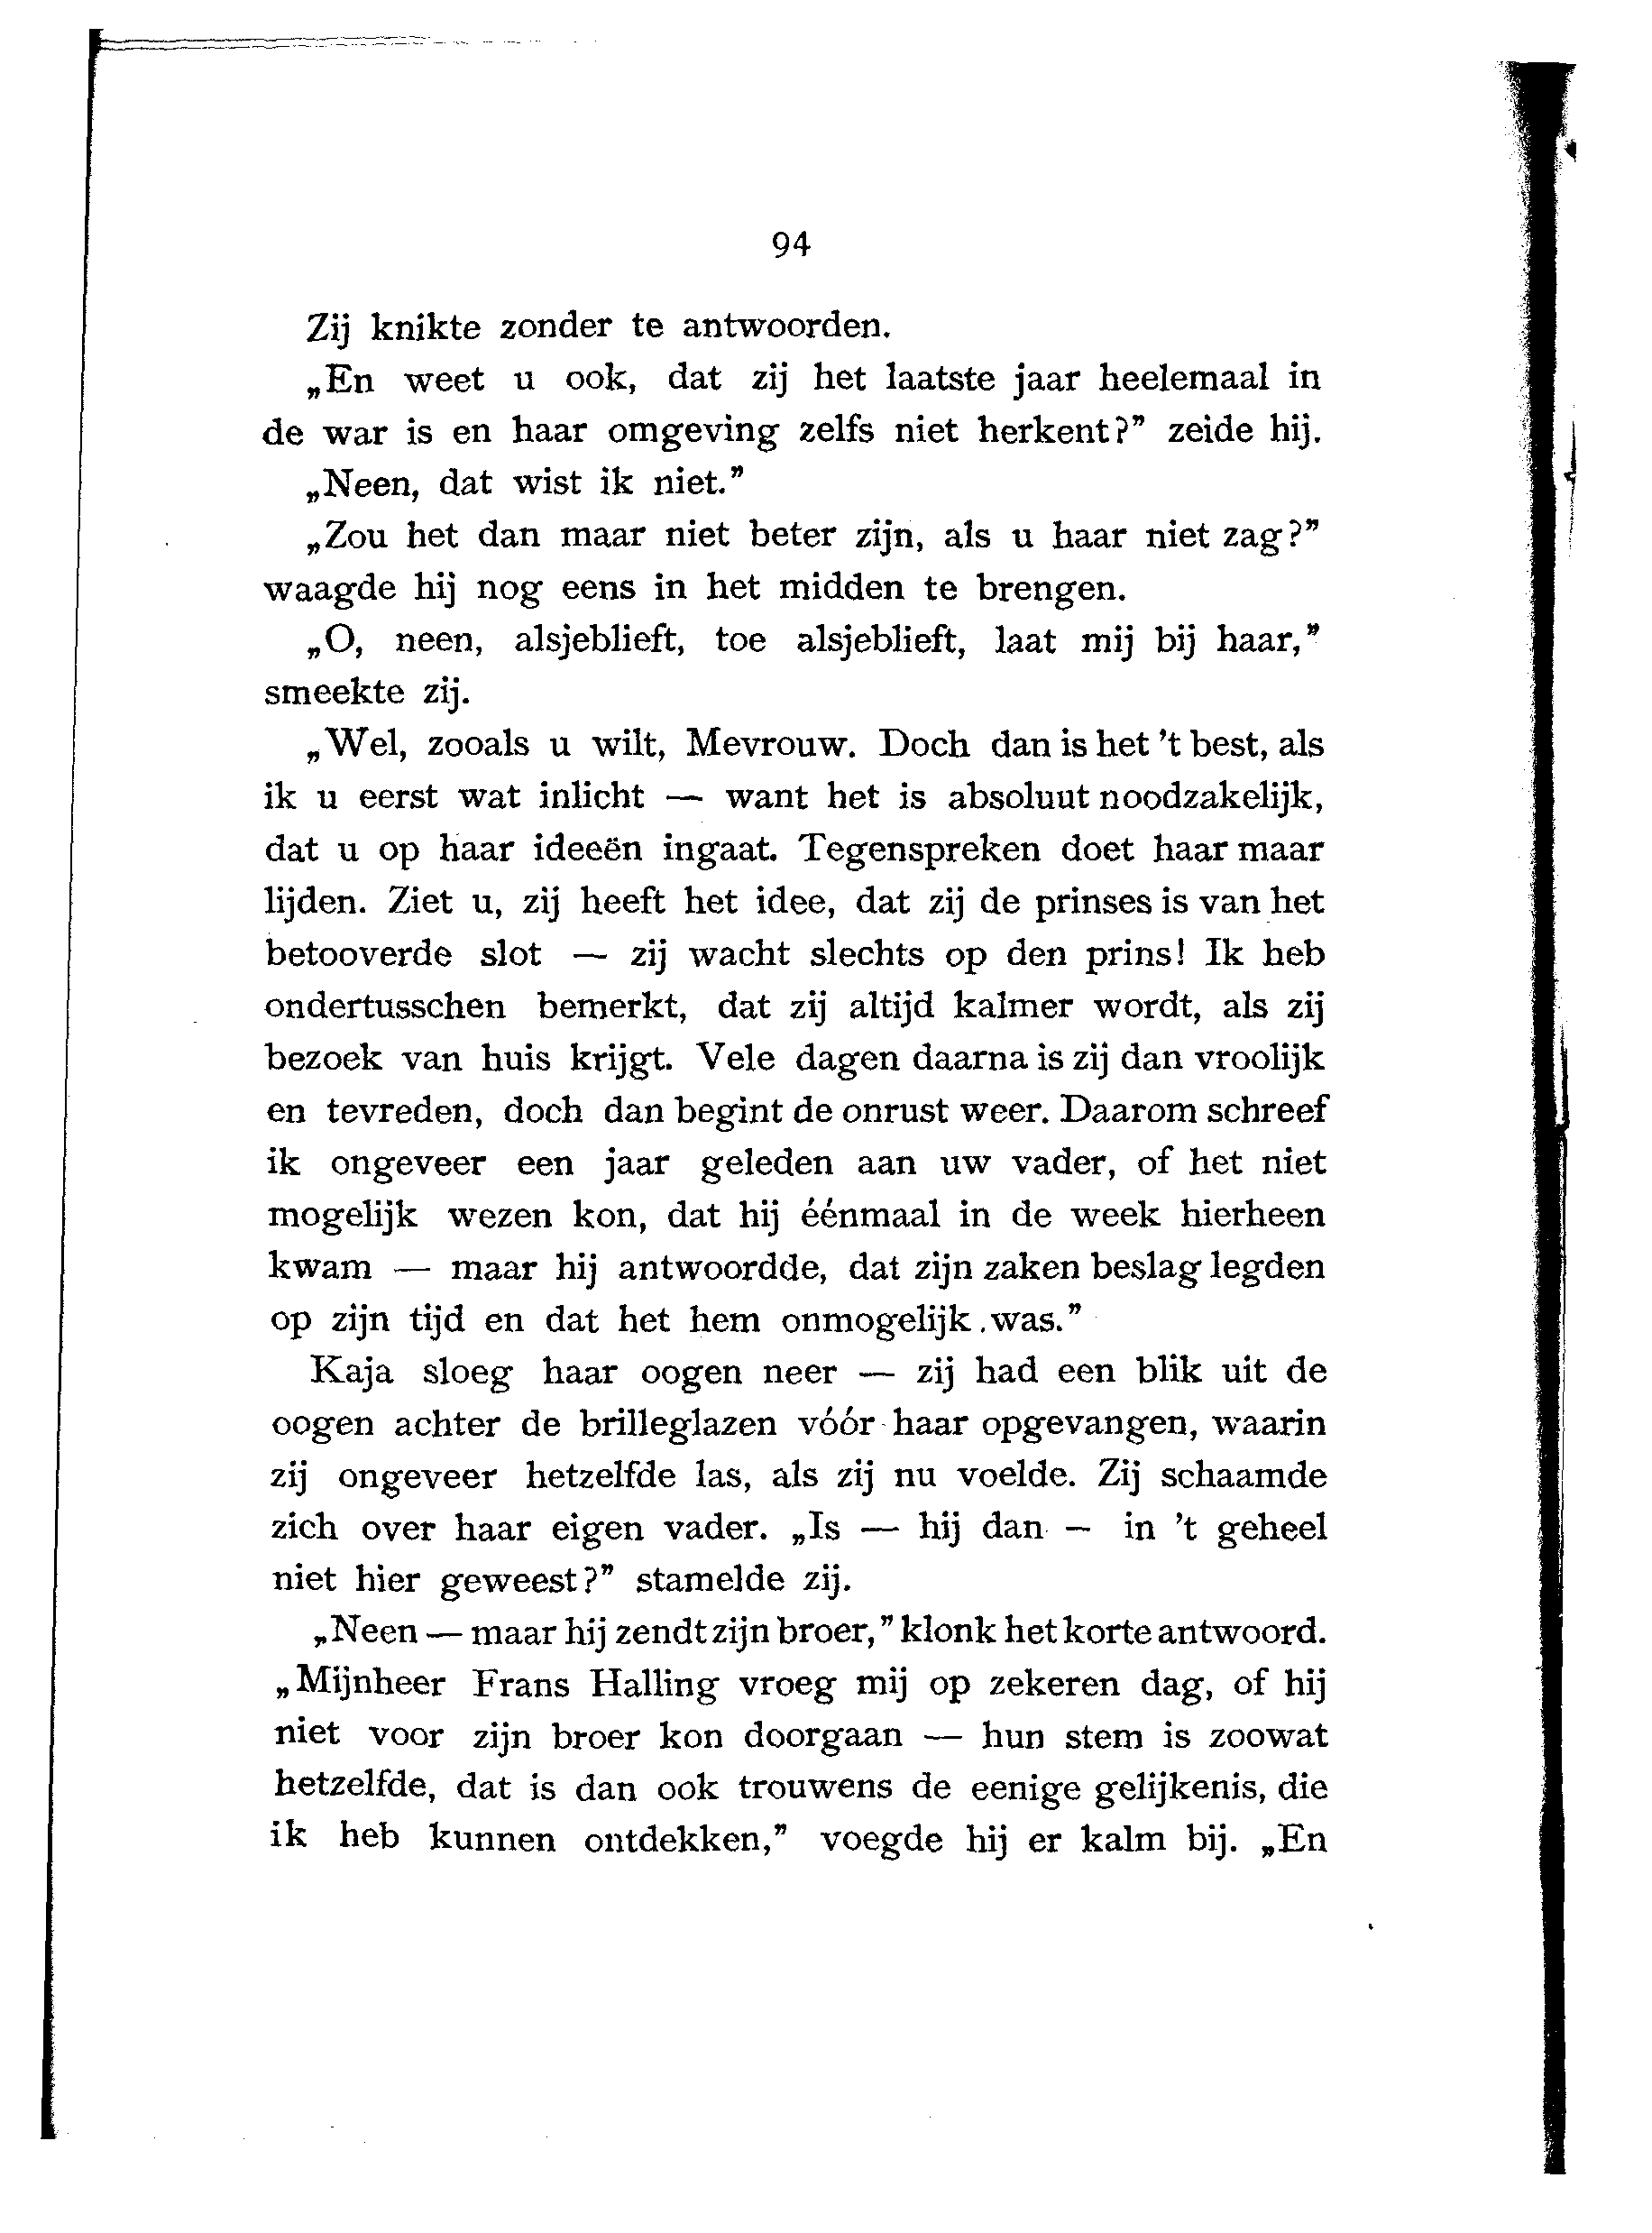 94
Zij knikte zonder te antwoorden.
„En weet u ook, dat zij het laatste jaar heelemaal in
de war is en haar omgeving zelfs niet herkent?” zeide hij.
„Neen, dat wist ik niet.”
„Zou het dan maar niet beter zijn, als u haar niet zag?”
waagde hij nog eens in het midden te brengen.
„O, neen, alsjeblieft, toe alsjeblieft, laat mij bij haar,”
smeekte zij.
„Wel, zooals u wilt, Mevrouw. Doch dan is het 't best, als
ik u eerst wat inlicht — want het is absoluut noodzakelijk,
dat u op haar ideeën ingaat. Tegenspreken doet haar maar
lijden. Ziet u, zij heeft het idee, dat zij de prinses is van het
betooverde slot — zij wacht slechts op den prins! Ik heb
ondertusschen bemerkt, dat zij altijd kalmer wordt, als zij
bezoek van huis krijgt. Vele dagen daarna is zij dan vroolijk
en tevreden, doch dan begint de onrust weer. Daarom schreef
ik ongeveer een jaar geleden aan uw vader, of het niet
mogelijk wezen kon, dat hij éénmaal in de week hierheen
kwam — maar hij antwoordde, dat zijn zaken beslag legden
op zijn tijd en dat het hem onmogelijk was.”
Kaja sloeg haar oogen neer — zij had een blik uit de
oogen achter de brilleglazen vóór haar opgevangen, waarin
zij ongeveer hetzelfde las, als zij nu voelde. Zij schaamde
zich over haar eigen vader. „Is — hij dan – in 't geheel
niet hier geweest?” stamelde zij.
„Neen — maar hij zendt zijn broer,” klonk het korte antwoord.
„Mijnheer Frans Halling vroeg mij op zekeren dag, of hij
niet voor zijn broer kon doorgaan — hun stem is zoowat
hetzelfde, dat is dan ook trouwens de eenige gelijkenis, die
ik heb kunnen ontdekken,” voegde hij er kalm bij. „En